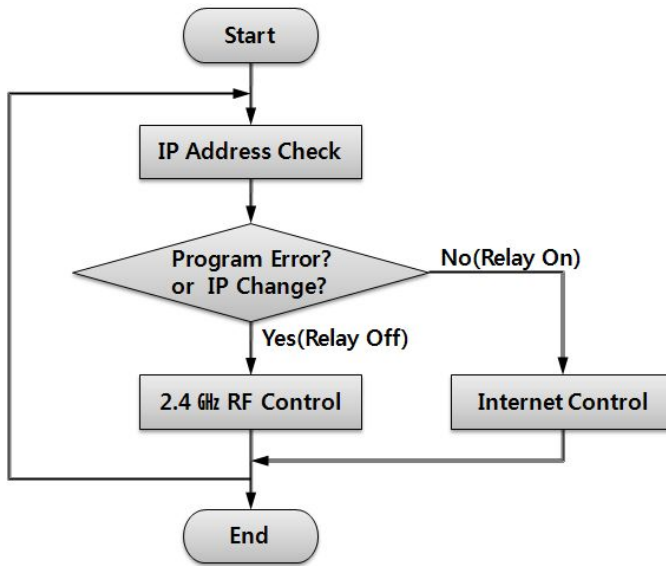 Start
IP Address Check
Program Error?
or IP Change?
No(Relay On)
Yes(Relay Off)
2.4 ㎓ RF Control
Internet Control
End